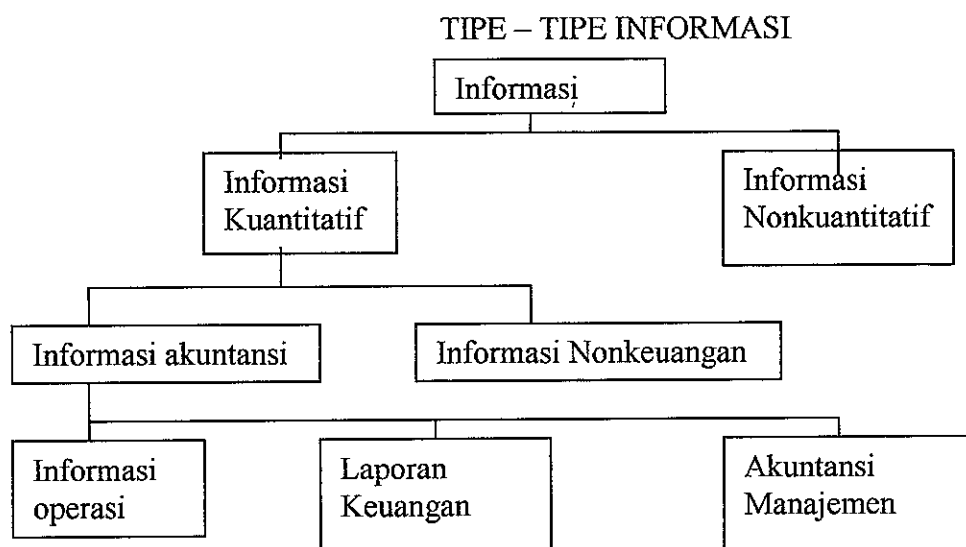 TIPE – TIPE INFORMASI
Informasi
Informasi
Kuantitatif
Informasi
Nonkuantitatif
Informasi akuntansi
Informasi Nonkeuangan
Informasi
operasi
Laporan
Keuangan
Akuntansi
Manajemen